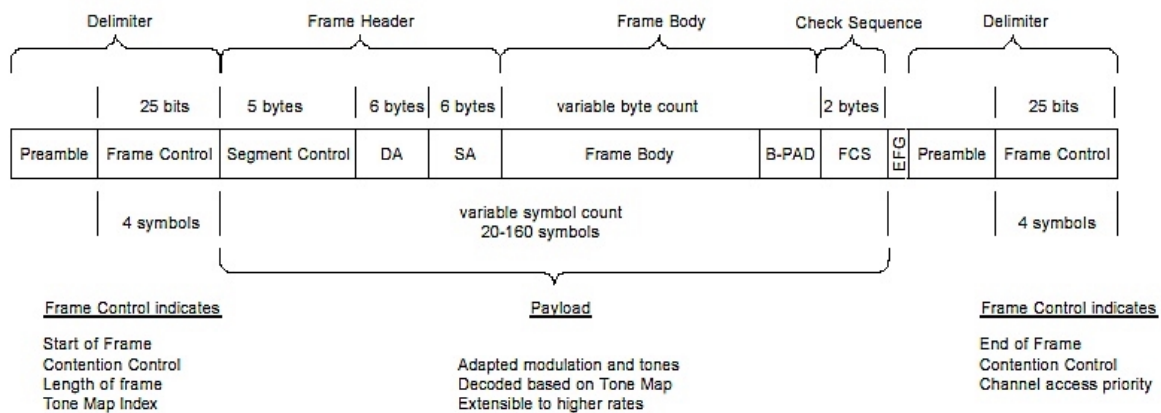 Delimiter Frame Header Frame Body Check Sequence Delimiter
25 bits 5 bytes 6 bytes 6 bytes variable byte count 2 bytes 25 bits
Preamble Frame Control Segment Control DA SA Frame Body B-PAD FCS EFG Preamble Frame Control
4 symbols variable symbol count 4 symbols
20-160 symbols
Frame Control indicates Payload Frame Control indicates
Start of Frame End of Frame
Contention Control Adapted modulation and tones Contention Control
Length of frame Decoded based on Tone Map Channel access priority
Tone Map Index Extensible to higher rates